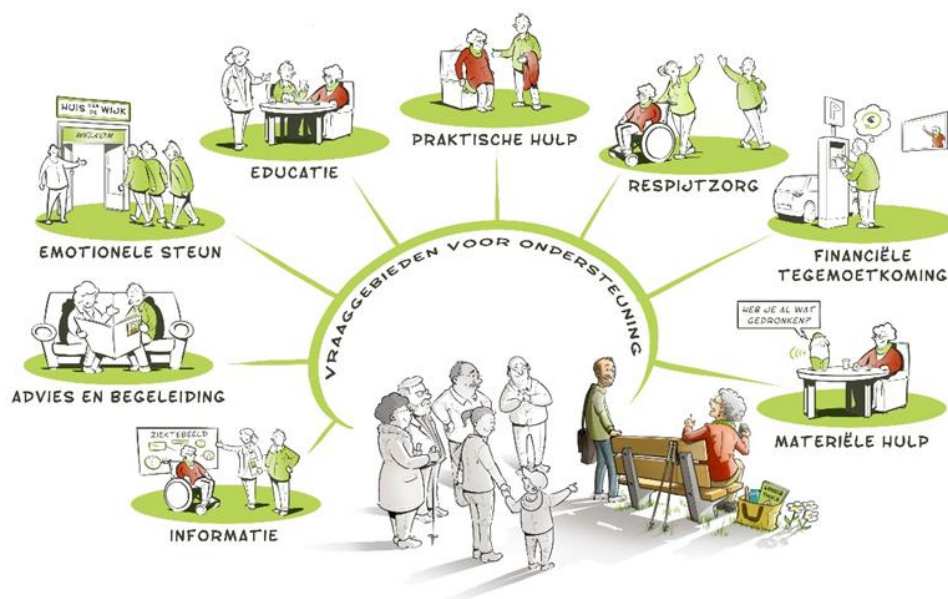 HUIS VAN DE WIJK
WELKOM
EMOTIONELE STEUN
EDUCATIE
PRAKTISCHE HULP
RESPIJTZORG
P
€
FINANCIËLE
TEGEMOETKOMING
HEB JE AL WAT
GEDRONKEN?
MATERIËLE HULP
VRAAGGEBIEDEN VOOR ONDERSTEUNING
ADVIES EN BEGELEIDING
ZIEKTEBEELD
INFORMATIE